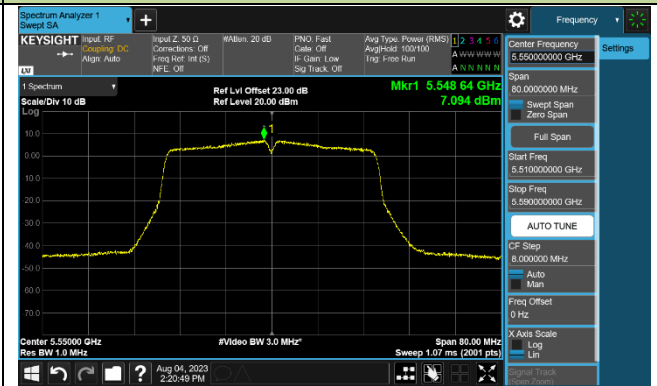 Spectrum Analyzer 1
Swept SA
+
Frequency
KEYSIGHT
Input: RF
Coupling: DC
Align: Auto
LXI
Input Z: 50 Ω
Corrections: Off
Freq Ref: Int (S)
NFE: Off
#Atten: 20 dB
PNO: Fast
Gate: Off
IF Gain: Low
Sig Track: Off
Avg Type: Power (RMS)
Avg|Hold: 100/100
Trig: Free Run
1 2 3 4 5 6
A W W W W W
A N N N N N
1 Spectrum
Scale/Div 10 dB
Log
Ref Lvl Offset 23.00 dB
Ref Level 20.00 dBm
Mkr1 5.548 64 GHz
7.094 dBm
1
10.0
0.00
-10.0
-20.0
-30.0
-40.0
-50.0
-60.0
-70.0
Center 5.55000 GHz
Res BW 1.0 MHz
#Video BW 3.0 MHz*
Span 80.00 MHz
Sweep 1.07 ms (2001 pts)
?
Aug 04, 2023
2:20:49 PM
Settings
Center Frequency
5.550000000 GHz
Span
80.0000000 MHz
Swept Span
Zero Span
Full Span
Start Freq
5.510000000 GHz
Stop Freq
5.590000000 GHz
AUTO TUNE
CF Step
8.000000 MHz
Auto
Man
Freq Offset
0 Hz
X Axis Scale
Log
Lin
Signal Track
(Span Zoom)